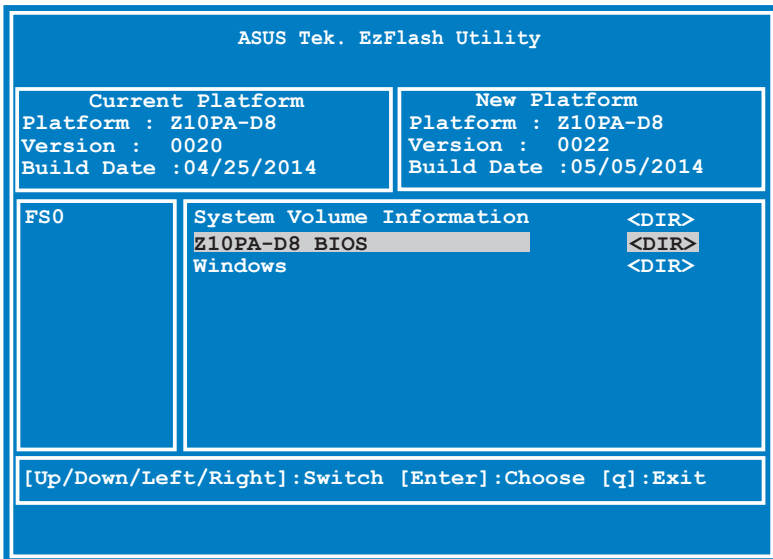 ASUS Tek. EzFlash Utility
Current Platform
Platform : Z10PA-D8
Version : 0020
Build Date :04/25/2014
New Platform
Platform : Z10PA-D8
Version : 0022
Build Date :05/05/2014
FS0
System Volume Information <DIR>
Z10PA-D8 BIOS <DIR>
Windows <DIR>
[Up/Down/Left/Right]:Switch [Enter]:Choose [q]:Exit